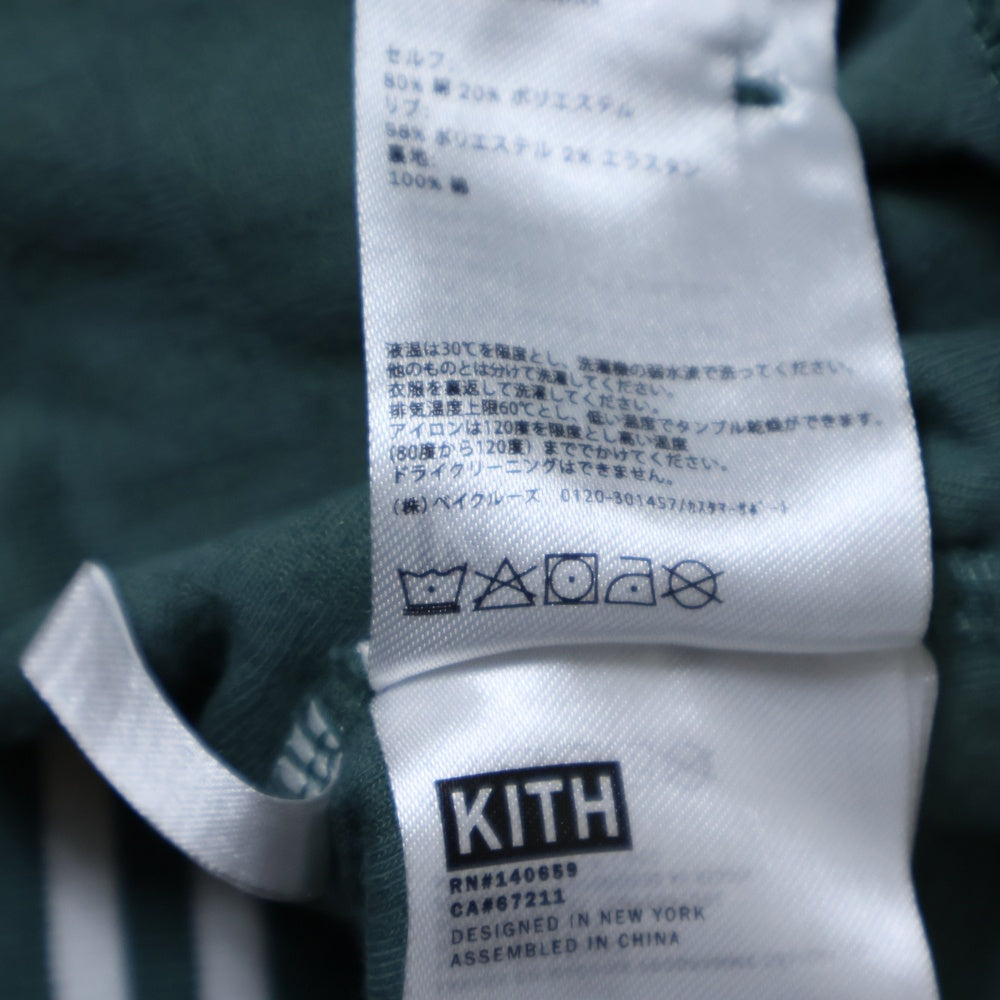 セルフ
80% 綿 20% ポリエステル
リブ:
98% ポリエステル 2% エラスタン
裏地:
100% 綿
液温は30℃を限度とし、洗濯機の弱水流で洗ってください。
他のものとは分けて洗濯してください。
衣服を裏返して洗濯してください。
排気温度上限60℃とし、低い温度でタンブル乾燥ができます。
アイロンは120度を限度とし高い温度
(80度から120度) まででかけてください。
ドライクリーニングはできません。
(株) ベイクルーズ 0120-301457/ｶｽﾀﾏｰｻﾎﾟｰﾄ
KITH
RN#140659
CA#67211
DESIGNED IN NEW YORK
ASSEMBLED IN CHINA